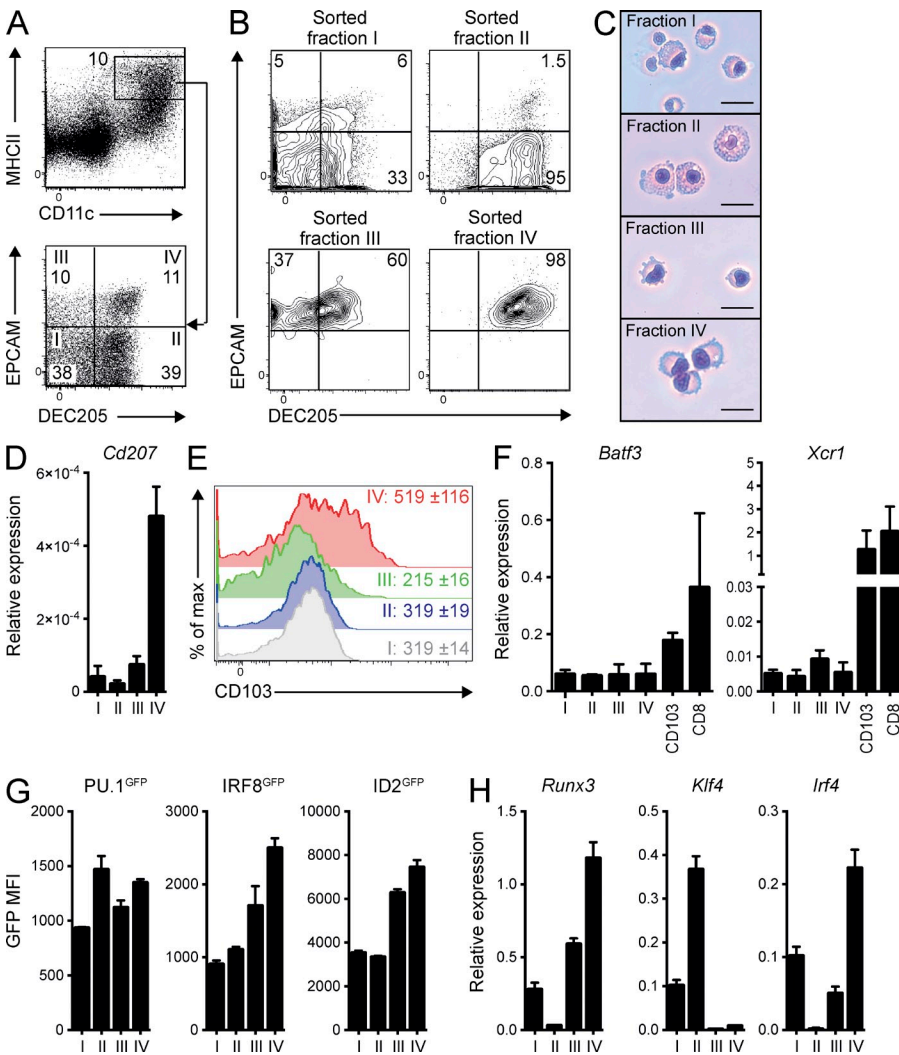 A
MHCII
10
0
0
CD11c
EPCAM
III
10
IV
11
I
38
II
39
0
0
DEC205
B
Sorted
fraction I
Sorted
fraction II
5
6
1.5
33
95
0
0
0
0
Sorted
fraction III
Sorted
fraction IV
37
60
98
0
0
0
0
EPCAM
DEC205
C
Fraction I
Fraction II
Fraction III
Fraction IV
D
Cd207
Relative expression
6×10⁻⁴
4×10⁻⁴
2×10⁻⁴
0
I II III IV
E
% of max
IV: 519 ±116
III: 215 ±16
II: 319 ±19
I: 319 ±14
0
CD103
F
Batf3
Relative expression
0.8
0.6
0.4
0.2
0.0
I II III IV CD103 CD8
Xcr1
5
4
3
2
1
0.03
0.02
0.01
0.00
I II III IV CD103 CD8
G
PU.1GFP
GFP MFI
2000
1500
1000
500
0
I II III IV
IRF8GFP
3000
2000
1000
0
I II III IV
ID2GFP
10000
8000
6000
4000
2000
0
I II III IV
H
Runx3
Relative expression
1.5
1.0
0.5
0.0
I II III IV
Klf4
0.5
0.4
0.3
0.2
0.1
0.0
I II III IV
Irf4
0.3
0.2
0.1
0.0
I II III IV